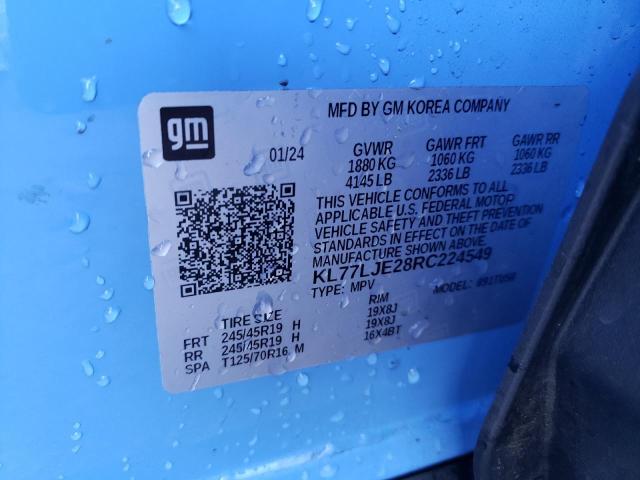 gm
MFD BY GM KOREA COMPANY
01/24 GVWR GAWR FRT GAWR RR
1880 KG 1060 KG 1060 KG
4145 LB 2336 LB 2336 LB
THIS VEHICLE CONFORMS TO ALL
APPLICABLE U.S. FEDERAL MOTOR
VEHICLE SAFETY AND THEFT PREVENTION
STANDARDS IN EFFECT ON THE DATE OF
MANUFACTURE SHOWN ABOVE.
KL77LJE28RC224549
TYPE: MPV MODEL:
TIRE SIZE RIM
FRT 245/45R19 H 19X8J
RR 245/45R19 H 19X8J
SPA T125/70R16 M 16X4BT